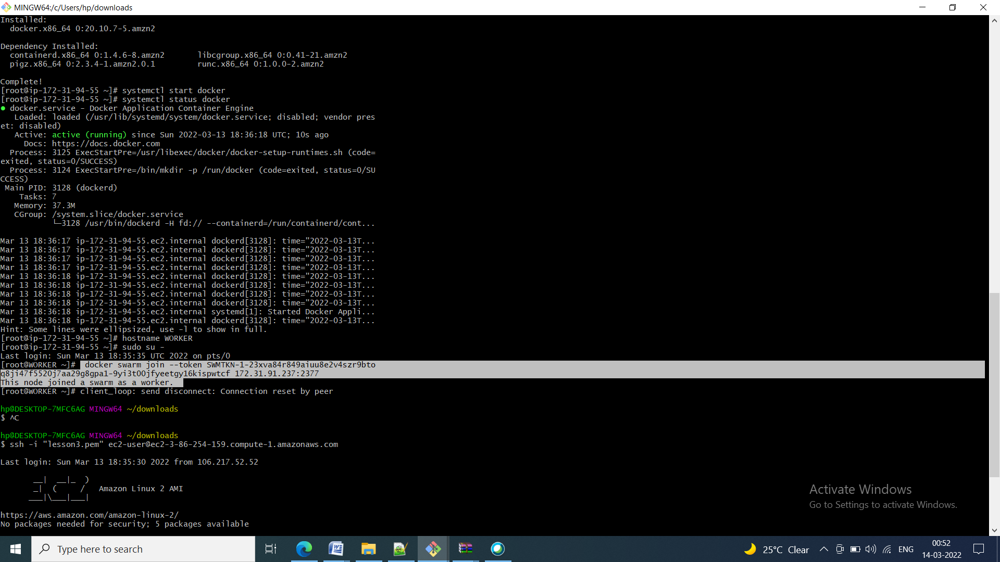 MINGW64:/c/Users/hp/downloads
Installed:
  docker.x86_64 0:20.10.7-5.amzn2

Dependency Installed:
  containerd.x86_64 0:1.4.6-8.amzn2       libcgroup.x86_64 0:0.41-21.amzn2
  pigz.x86_64 0:2.3.4-1.amzn2.0.1         runc.x86_64 0:1.0.0-2.amzn2

Complete!
[root@ip-172-31-94-55 ~]# systemctl start docker
[root@ip-172-31-94-55 ~]# systemctl status docker
● docker.service - Docker Application Container Engine
   Loaded: loaded (/usr/lib/systemd/system/docker.service; disabled; vendor pres
et: disabled)
   Active: active (running) since Sun 2022-03-13 18:36:18 UTC; 10s ago
     Docs: https://docs.docker.com
  Process: 3125 ExecStartPre=/usr/libexec/docker/docker-setup-runtimes.sh (code=
exited, status=0/SUCCESS)
  Process: 3124 ExecStartPre=/bin/mkdir -p /run/docker (code=exited, status=0/SU
CCESS)
 Main PID: 3128 (dockerd)
    Tasks: 7
   Memory: 37.3M
   CGroup: /system.slice/docker.service
           └─3128 /usr/bin/dockerd -H fd:// --containerd=/run/containerd/cont...

Mar 13 18:36:17 ip-172-31-94-55.ec2.internal dockerd[3128]: time="2022-03-13T...
Mar 13 18:36:17 ip-172-31-94-55.ec2.internal dockerd[3128]: time="2022-03-13T...
Mar 13 18:36:17 ip-172-31-94-55.ec2.internal dockerd[3128]: time="2022-03-13T...
Mar 13 18:36:17 ip-172-31-94-55.ec2.internal dockerd[3128]: time="2022-03-13T...
Mar 13 18:36:18 ip-172-31-94-55.ec2.internal dockerd[3128]: time="2022-03-13T...
Mar 13 18:36:18 ip-172-31-94-55.ec2.internal dockerd[3128]: time="2022-03-13T...
Mar 13 18:36:18 ip-172-31-94-55.ec2.internal dockerd[3128]: time="2022-03-13T...
Mar 13 18:36:18 ip-172-31-94-55.ec2.internal dockerd[3128]: time="2022-03-13T...
Mar 13 18:36:18 ip-172-31-94-55.ec2.internal systemd[1]: Started Docker Appli...
Mar 13 18:36:18 ip-172-31-94-55.ec2.internal dockerd[3128]: time="2022-03-13T...
Hint: Some lines were ellipsized, use -l to show in full.
[root@ip-172-31-94-55 ~]# hostname WORKER
[root@ip-172-31-94-55 ~]# sudo su -
Last login: Sun Mar 13 18:35:35 UTC 2022 on pts/0
[root@WORKER ~]#  docker swarm join --token SWMTKN-1-23xva84r849aiuu8e2v4szr9bto
q8ji47f5520j7aa29g8gpa1-9yi3t00jfyeetgy16kispwtcf 172.31.91.237:2377
This node joined a swarm as a worker.
[root@WORKER ~]# client_loop: send disconnect: Connection reset by peer

hp@DESKTOP-7MFC6AG MINGW64 ~/downloads
$ ^C

hp@DESKTOP-7MFC6AG MINGW64 ~/downloads
$ ssh -i "lesson3.pem" ec2-user@ec2-3-86-254-159.compute-1.amazonaws.com

Last login: Sun Mar 13 18:35:30 2022 from 106.217.52.52

       __|  __|_  )
       _|  (     /   Amazon Linux 2 AMI
      ___|\___|___|

https://aws.amazon.com/amazon-linux-2/
No packages needed for security; 5 packages available
Activate Windows
Go to Settings to activate Windows.
Type here to search
25°C Clear
ENG
00:52
14-03-2022